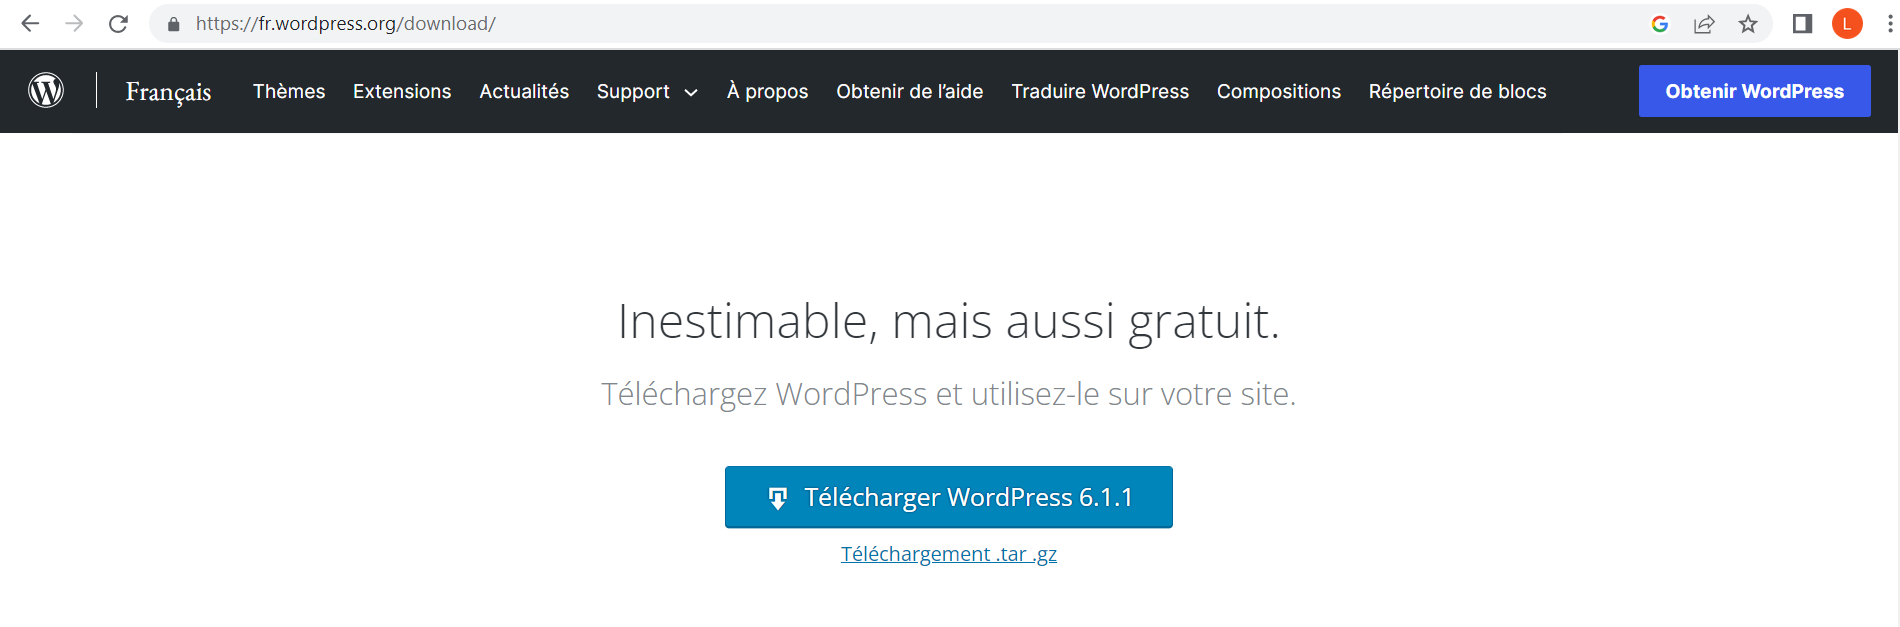 https://fr.wordpress.org/download/
L
Français Thèmes Extensions Actualités Support À propos Obtenir de l’aide Traduire WordPress Compositions Répertoire de blocs Obtenir WordPress
Inestimable, mais aussi gratuit.
Téléchargez WordPress et utilisez-le sur votre site.
Télécharger WordPress 6.1.1
Téléchargement .tar .gz